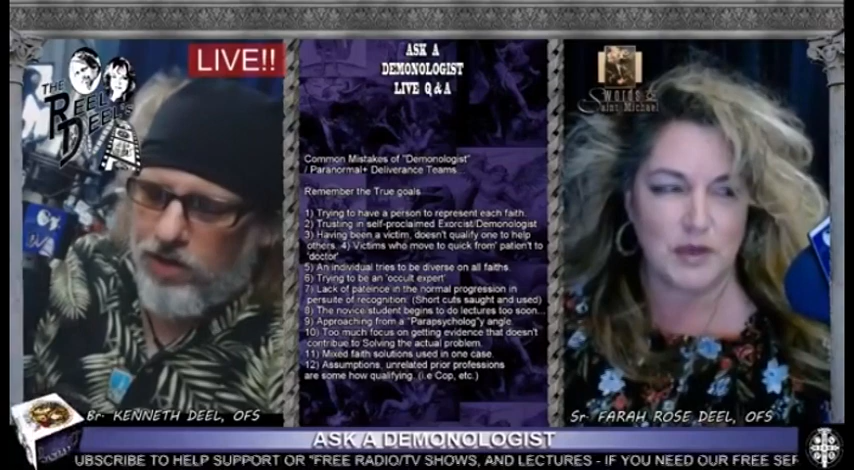 THE
REEL
DEEL's
LIVE!!
ASK A
DEMONOLOGIST
LIVE Q&A
Common Mistakes of "Demonologist"
/ Paranormal+ Deliverance Teams
Remember the True goals
1) Trying to have a person to represent each faith.
2) Trusting in self-proclaimed Exorcist/Demonologist
3) Having been a victim, doesn't qualify one to help
others. 4) Victims who move to quick from' patien't to
'doctor'
5) An individual tries to be diverse on all faiths.
6) Trying to be an 'occult expert'
7) Lack of pateince in the normal progression in
persuite of recognition: (Short cuts saught and used)
8) The novice/student begins to do lectures too soon...
9) Approaching from a "Parapsycholog"y angle.
10) Too much focus on getting evidence that doesn't
contribute to Solving the actual problem.
11) Mixed faith solutions used in one case.
12) Assumptions, unrelated prior professions
are some how qualifying. (i.e Cop, etc.)
Swords of
Saint Michael
Br. KENNETH DEEL, OFS
Sr. FARAH ROSE DEEL, OFS
ASK A DEMONOLOGIST
UBSCRIBE TO HELP SUPPORT OR "FREE RADIO/TV SHOWS, AND LECTURES - IF YOU NEED OUR FREE SER